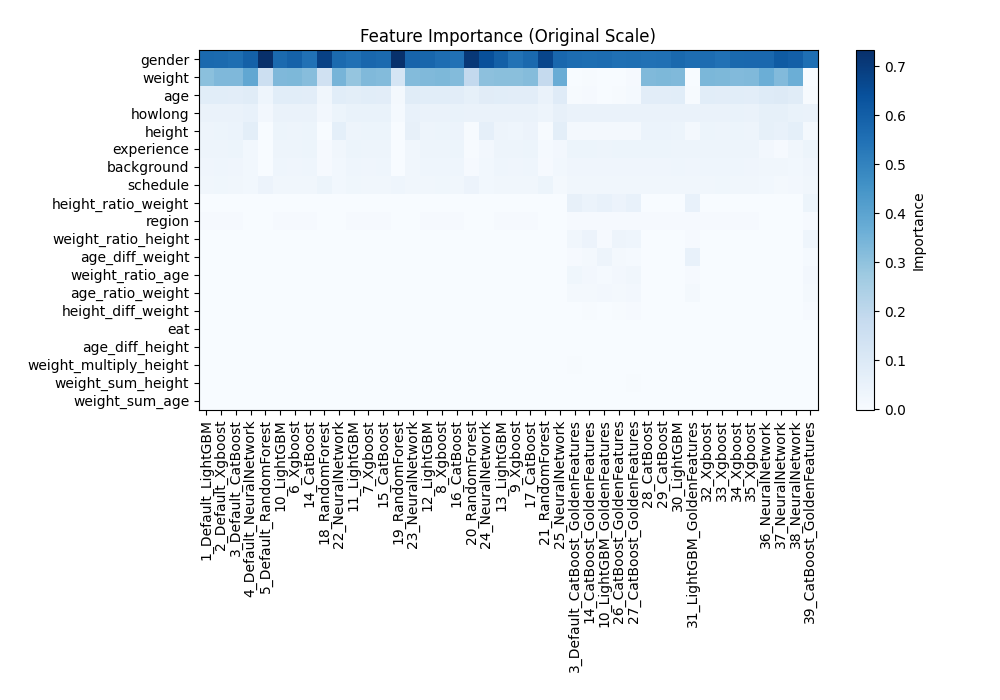 Feature Importance (Original Scale)
gender
weight
age
howlong
height
experience
background
schedule
height_ratio_weight
region
weight_ratio_height
age_diff_weight
weight_ratio_age
age_ratio_weight
height_diff_weight
eat
age_diff_height
weight_multiply_height
weight_sum_height
weight_sum_age
1_Default_LightGBM
2_Default_Xgboost
3_Default_CatBoost
4_Default_NeuralNetwork
5_Default_RandomForest
10_LightGBM
6_Xgboost
14_CatBoost
18_RandomForest
22_NeuralNetwork
11_LightGBM
7_Xgboost
15_CatBoost
19_RandomForest
23_NeuralNetwork
12_LightGBM
8_Xgboost
16_CatBoost
20_RandomForest
24_NeuralNetwork
13_LightGBM
9_Xgboost
17_CatBoost
21_RandomForest
25_NeuralNetwork
3_Default_CatBoost_GoldenFeatures
14_CatBoost_GoldenFeatures
10_LightGBM_GoldenFeatures
26_CatBoost_GoldenFeatures
27_CatBoost_GoldenFeatures
28_CatBoost
29_CatBoost
30_LightGBM
31_LightGBM_GoldenFeatures
32_Xgboost
33_Xgboost
34_Xgboost
35_Xgboost
36_NeuralNetwork
37_NeuralNetwork
38_NeuralNetwork
39_CatBoost_GoldenFeatures
0.7
0.6
0.5
0.4
0.3
0.2
0.1
0.0
Importance